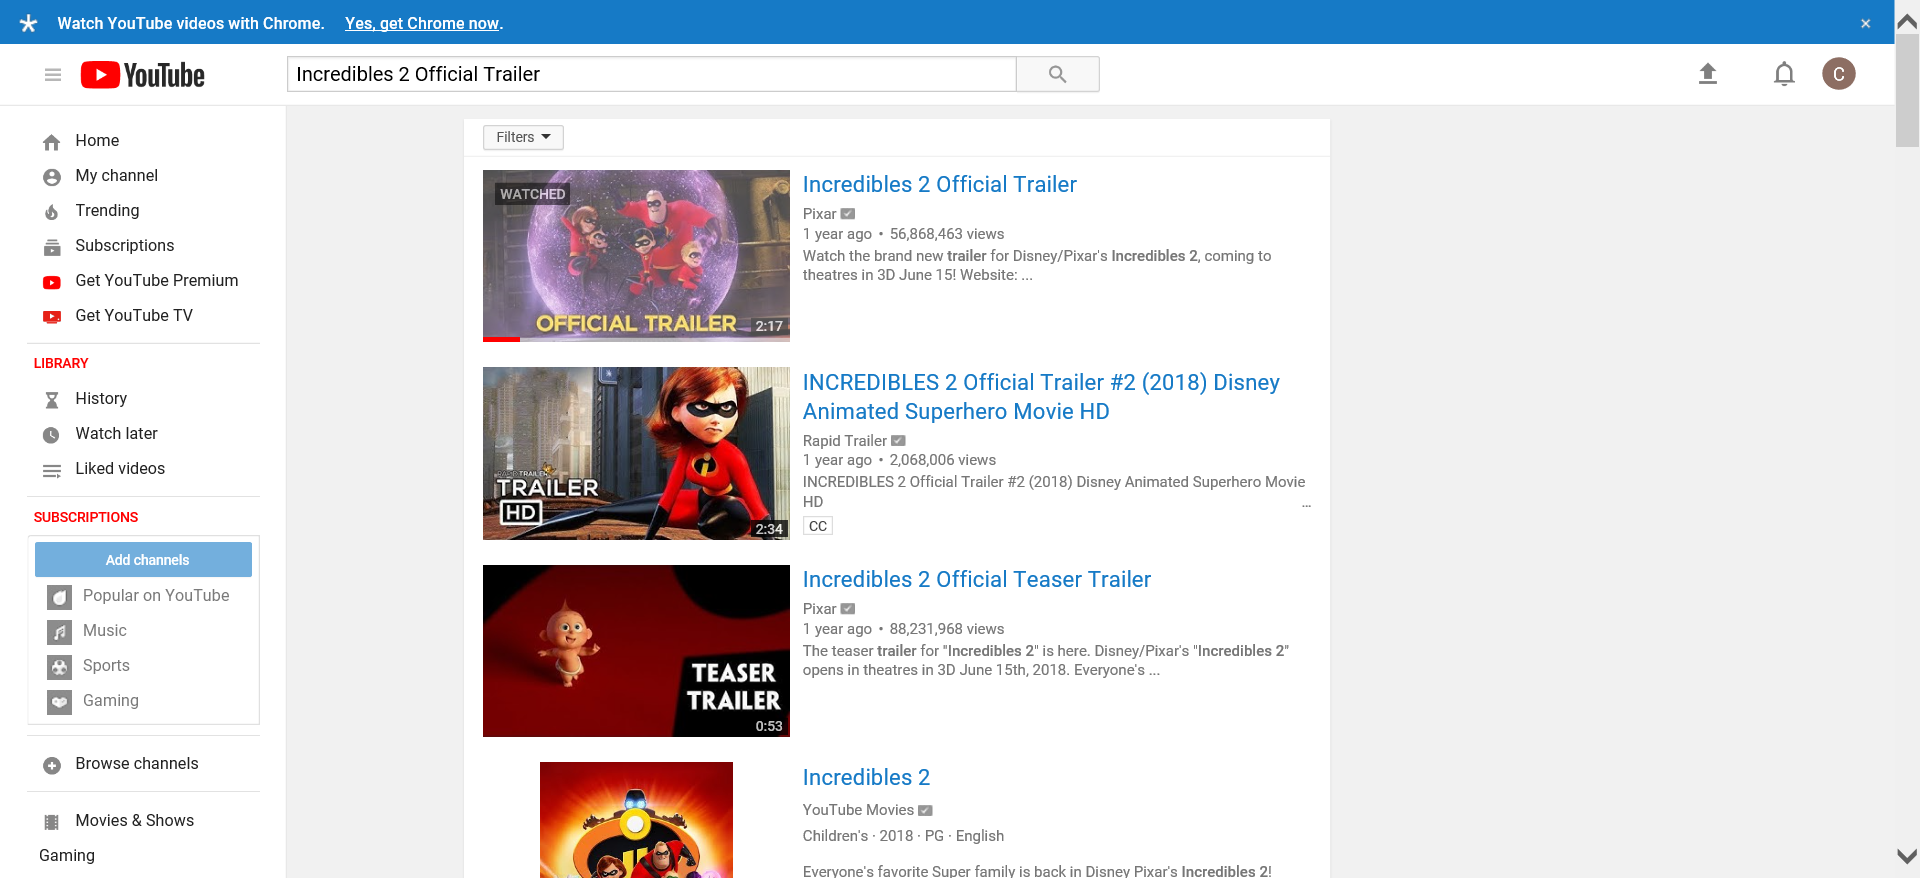 Watch YouTube videos with Chrome. Yes, get Chrome now.
YouTube
Incredibles 2 Official Trailer
C
Home
My channel
Trending
Subscriptions
Get YouTube Premium
Get YouTube TV
LIBRARY
History
Watch later
Liked videos
SUBSCRIPTIONS
Add channels
Popular on YouTube
Music
Sports
Gaming
Browse channels
Movies & Shows
Gaming
Filters
WATCHED
OFFICIAL TRAILER
2:17
Incredibles 2 Official Trailer
Pixar
1 year ago • 56,868,463 views
Watch the brand new trailer for Disney/Pixar's Incredibles 2, coming to
theatres in 3D June 15! Website: ...
RAPID TRAILER
TRAILER
HD
2:34
INCREDIBLES 2 Official Trailer #2 (2018) Disney
Animated Superhero Movie HD
Rapid Trailer
1 year ago • 2,068,006 views
INCREDIBLES 2 Official Trailer #2 (2018) Disney Animated Superhero Movie
HD ...
CC
TEASER
TRAILER
0:53
Incredibles 2 Official Teaser Trailer
Pixar
1 year ago • 88,231,968 views
The teaser trailer for "Incredibles 2" is here. Disney/Pixar's "Incredibles 2"
opens in theatres in 3D June 15th, 2018. Everyone's ...
Incredibles 2
YouTube Movies
Children's · 2018 · PG · English
Everyone's favorite Super family is back in Disney Pixar's Incredibles 2!